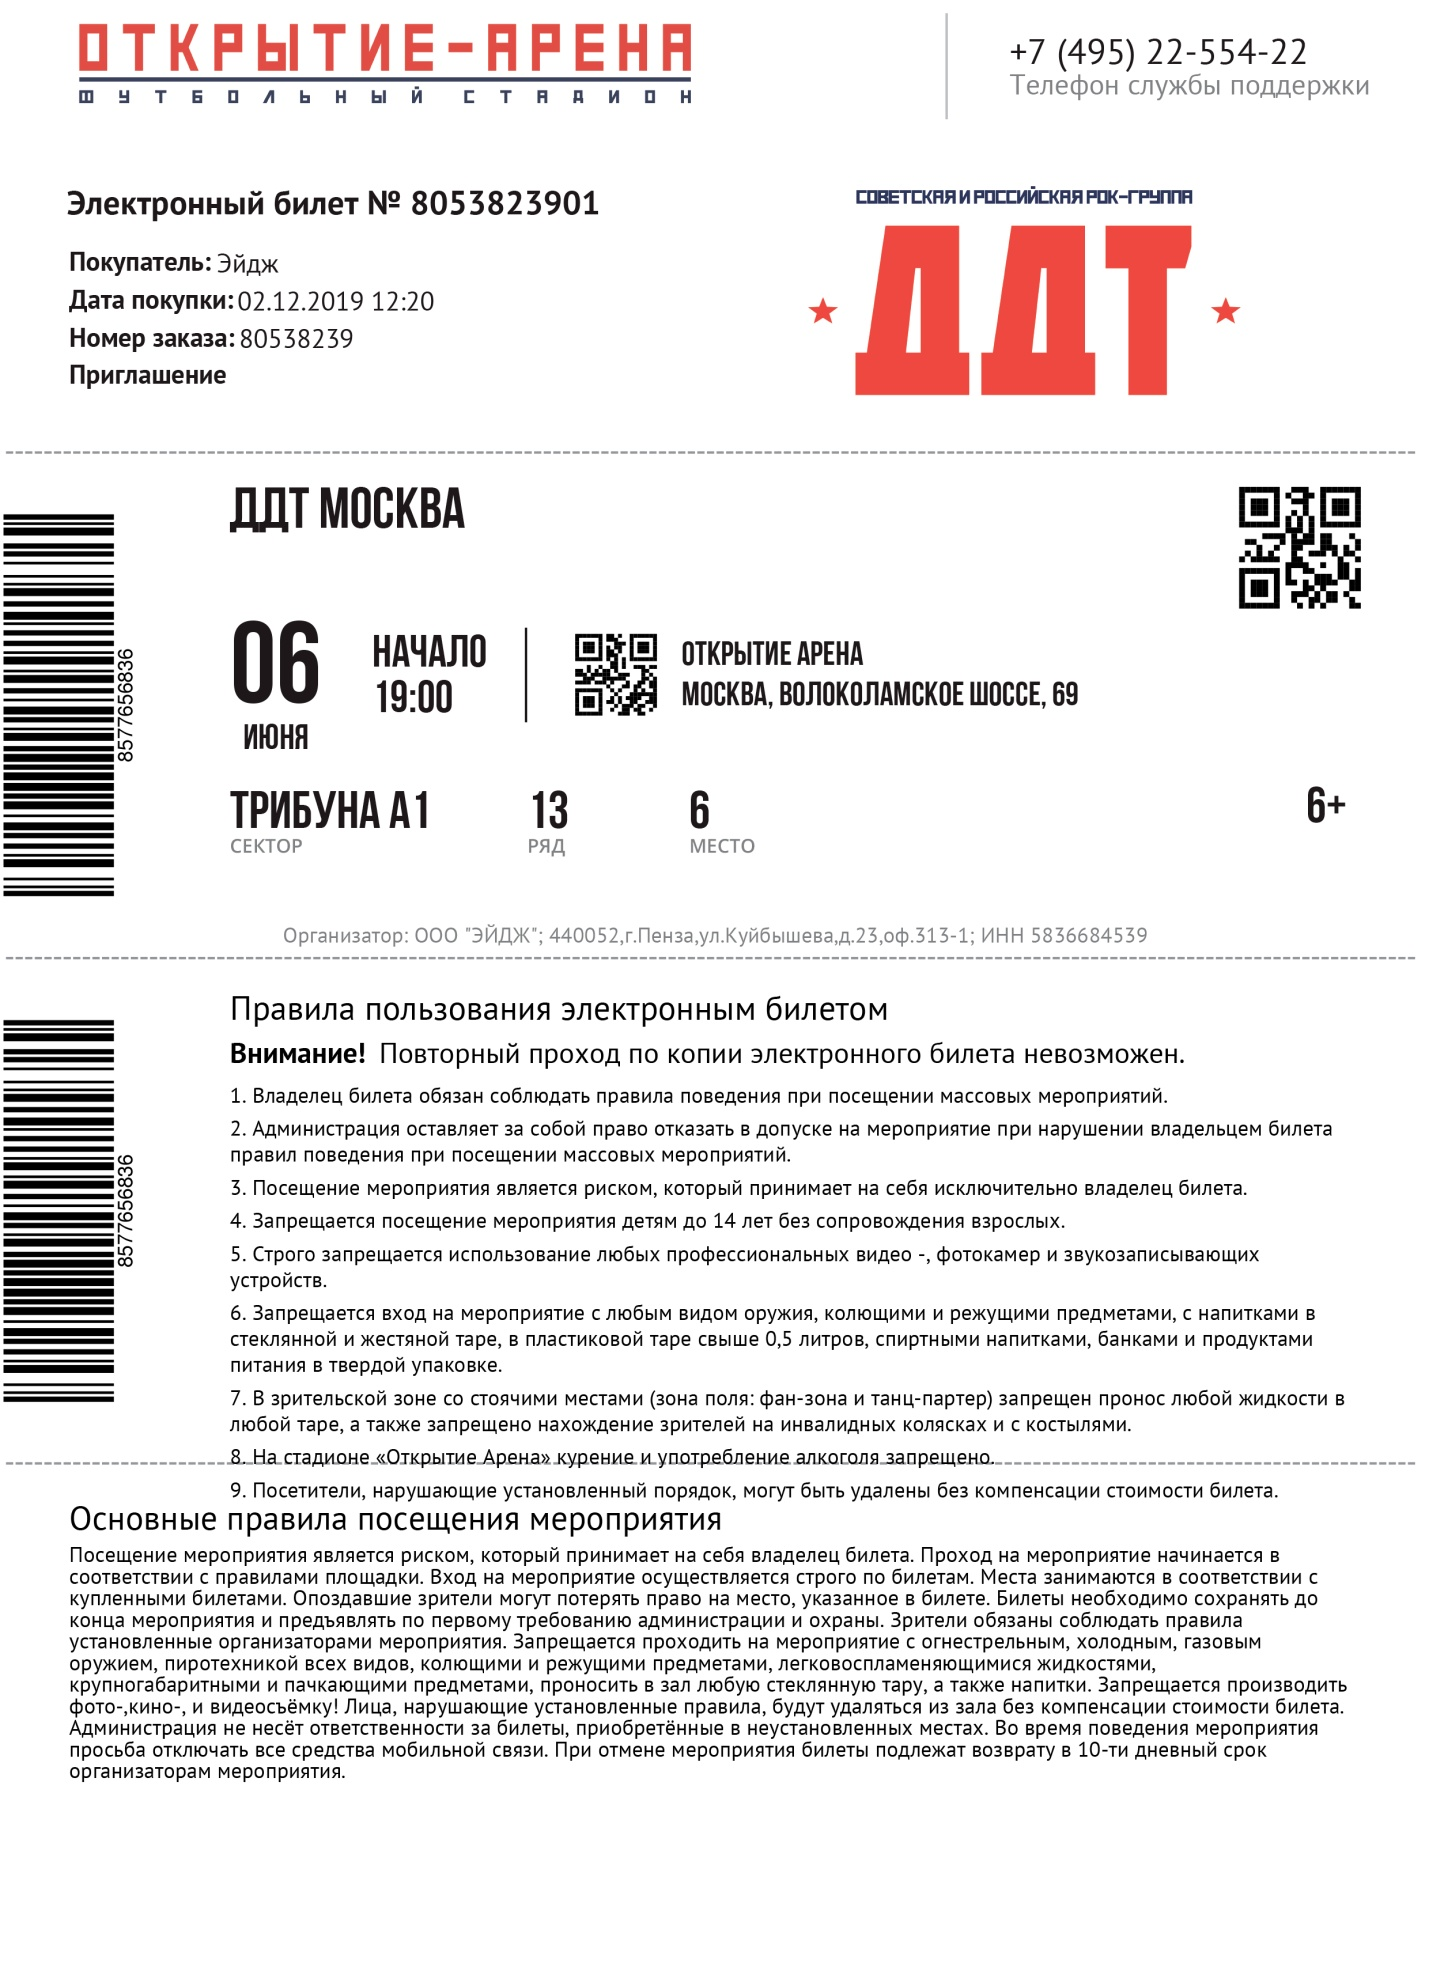 ОТКРЫТИЕ-АРЕНА
ФУТБОЛЬНЫЙ СТАДИОН
+7 (495) 22-554-22
Телефон службы поддержки
Электронный билет № 8053823901
Покупатель: Эйдж
Дата покупки: 02.12.2019 12:20
Номер заказа: 80538239
Приглашение
СОВЕТСКАЯ И РОССИЙСКАЯ РОК-ГРУППА
ДДТ
ДДТ МОСКВА
8577656836
06
ИЮНЯ
НАЧАЛО
19:00
ОТКРЫТИЕ АРЕНА
МОСКВА, ВОЛОКОЛАМСКОЕ ШОССЕ, 69
ТРИБУНА А1 13 6
СЕКТОР РЯД МЕСТО
6+
Организатор: ООО "ЭЙДЖ"; 440052,г.Пенза,ул.Куйбышева,д.23,оф.313-1; ИНН 5836684539
8577656836
Правила пользования электронным билетом
Внимание! Повторный проход по копии электронного билета невозможен.
1. Владелец билета обязан соблюдать правила поведения при посещении массовых мероприятий.
2. Администрация оставляет за собой право отказать в допуске на мероприятие при нарушении владельцем билета
правил поведения при посещении массовых мероприятий.
3. Посещение мероприятия является риском, который принимает на себя исключительно владелец билета.
4. Запрещается посещение мероприятия детям до 14 лет без сопровождения взрослых.
5. Строго запрещается использование любых профессиональных видео -, фотокамер и звукозаписывающих
устройств.
6. Запрещается вход на мероприятие с любым видом оружия, колющими и режущими предметами, с напитками в
стеклянной и жестяной таре, в пластиковой таре свыше 0,5 литров, спиртными напитками, банками и продуктами
питания в твердой упаковке.
7. В зрительской зоне со стоячими местами (зона поля: фан-зона и танц-партер) запрещен пронос любой жидкости в
любой таре, а также запрещено нахождение зрителей на инвалидных колясках и с костылями.
8. На стадионе «Открытие Арена» курение и употребление алкоголя запрещено.
9. Посетители, нарушающие установленный порядок, могут быть удалены без компенсации стоимости билета.
Основные правила посещения мероприятия
Посещение мероприятия является риском, который принимает на себя владелец билета. Проход на мероприятие начинается в
соответствии с правилами площадки. Вход на мероприятие осуществляется строго по билетам. Места занимаются в соответствии с
купленными билетами. Опоздавшие зрители могут потерять право на место, указанное в билете. Билеты необходимо сохранять до
конца мероприятия и предъявлять по первому требованию администрации и охраны. Зрители обязаны соблюдать правила
установленные организаторами мероприятия. Запрещается проходить на мероприятие с огнестрельным, холодным, газовым
оружием, пиротехникой всех видов, колющими и режущими предметами, легковоспламеняющимися жидкостями,
крупногабаритными и пачкающими предметами, проносить в зал любую стеклянную тару, а также напитки. Запрещается производить
фото-,кино-, и видеосъёмку! Лица, нарушающие установленные правила, будут удаляться из зала без компенсации стоимости билета.
Администрация не несёт ответственности за билеты, приобретённые в неустановленных местах. Во время поведения мероприятия
просьба отключать все средства мобильной связи. При отмене мероприятия билеты подлежат возврату в 10-ти дневный срок
организаторам мероприятия.